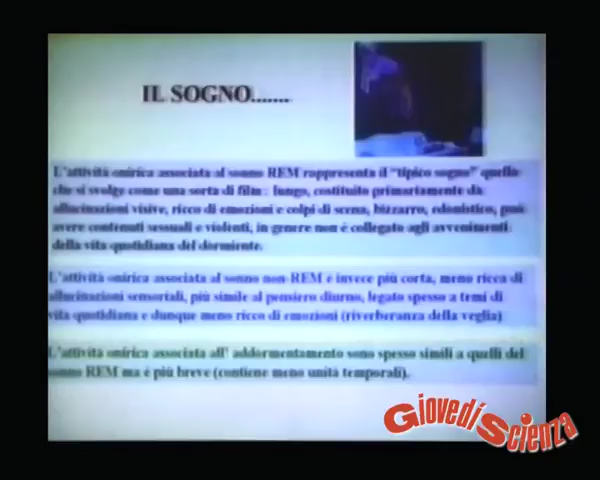 IL SOGNO.......
L'attività onirica associata al sonno REM rappresenta il "tipico sogno" quello
che si svolge come una sorta di film: lungo, costituito primariamente da
allucinazioni visive, ricco di emozioni e colpi di scena, bizzarro, edonistico, può
avere contenuti sessuali e violenti, in genere non è collegato agli avvenimenti
della vita quotidiana del dormiente.
L'attività onirica associata al sonno non-REM è invece più corta, meno ricca di
allucinazioni sensoriali, più simile al pensiero diurno, legato spesso a temi di
vita quotidiana e dunque meno ricco di emozioni (riverberanza della veglia)
L'attività onirica associata all' addormentamento sono spesso simili a quelli del
sonno REM ma è più breve (contiene meno unità temporali).
Giovedì Scienza